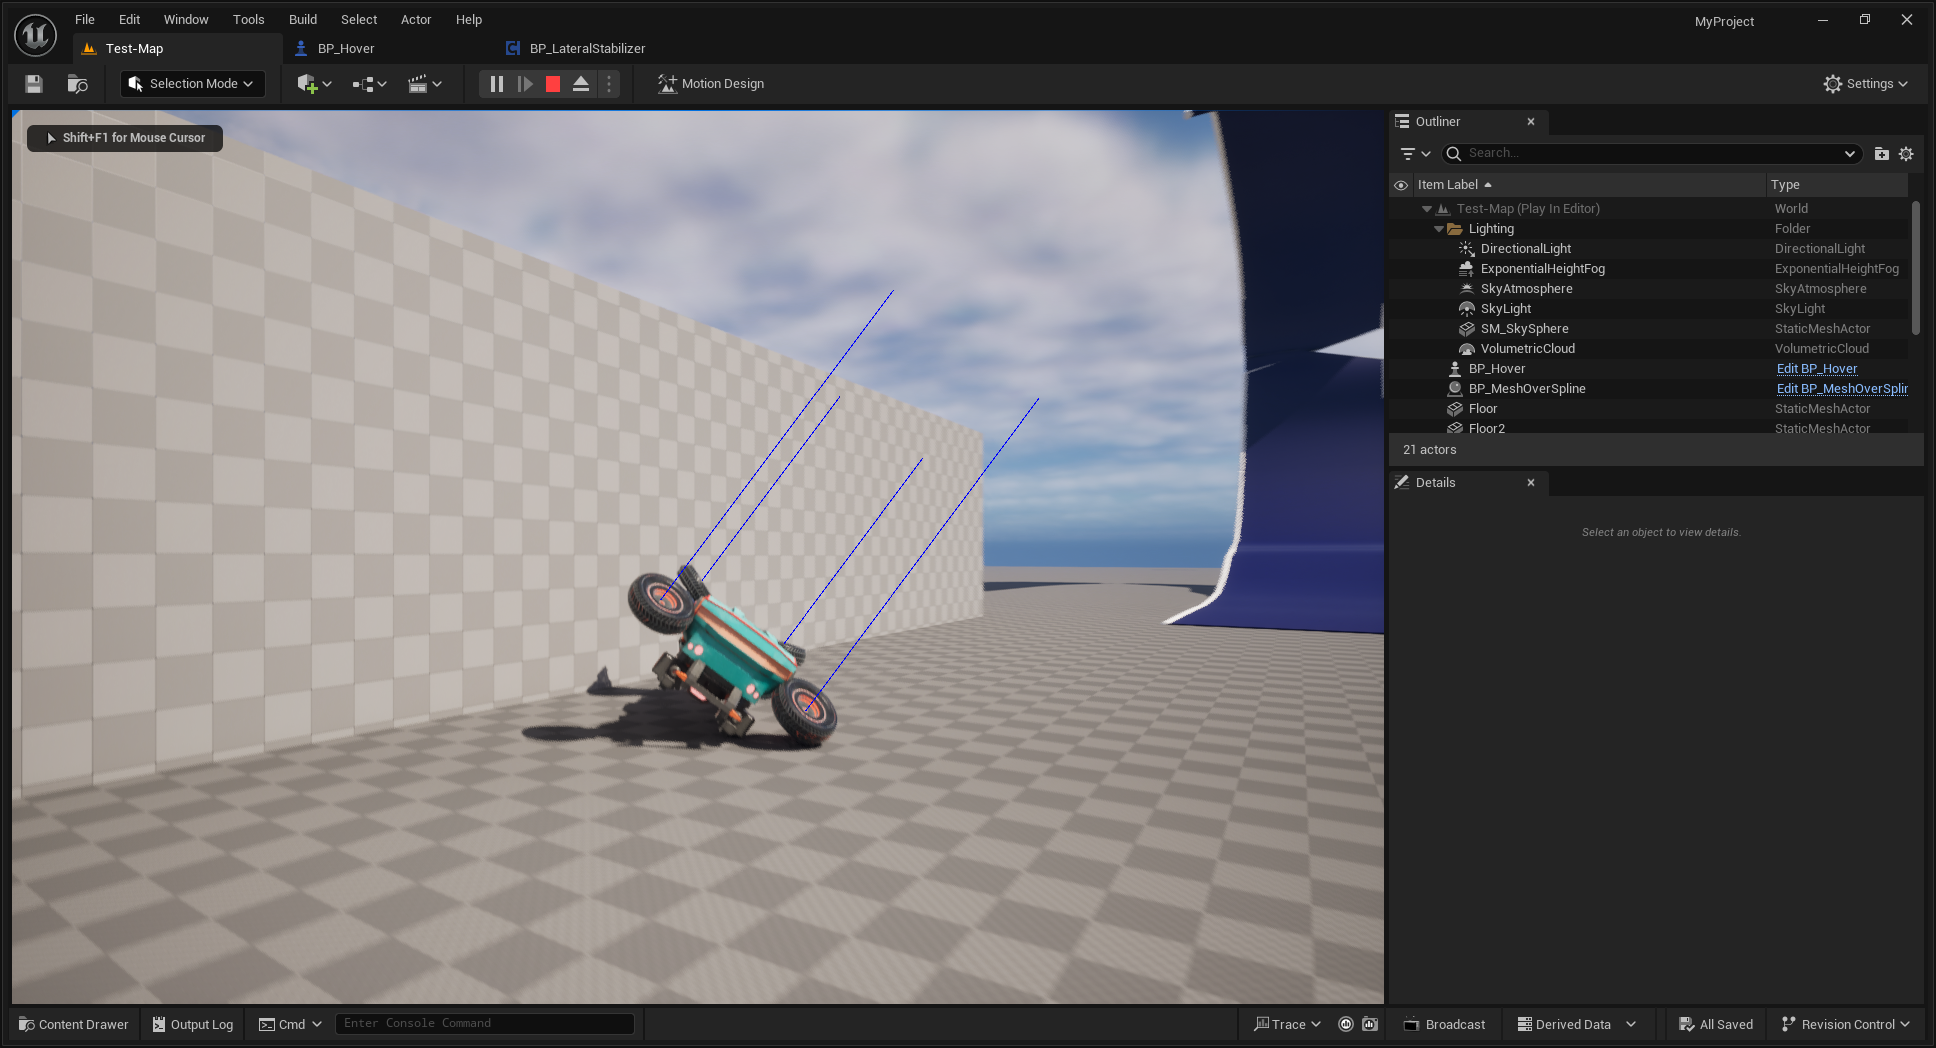 File Edit Window Tools Build Select Actor Help
MyProject
Test-Map BP_Hover BP_LateralStabilizer
Selection Mode
Motion Design
Settings
Shift+F1 for Mouse Cursor
Outliner
Search...
Item Label Type
Test-Map (Play In Editor) World
Lighting Folder
DirectionalLight DirectionalLight
ExponentialHeightFog ExponentialHeightFog
SkyAtmosphere SkyAtmosphere
SkyLight SkyLight
SM_SkySphere StaticMeshActor
VolumetricCloud VolumetricCloud
BP_Hover Edit BP_Hover
BP_MeshOverSpline Edit BP_MeshOverSplin
Floor StaticMeshActor
Floor2 StaticMeshActor
21 actors
Details
Select an object to view details.
Content Drawer Output Log Cmd Enter Console Command Trace Broadcast Derived Data All Saved Revision Control